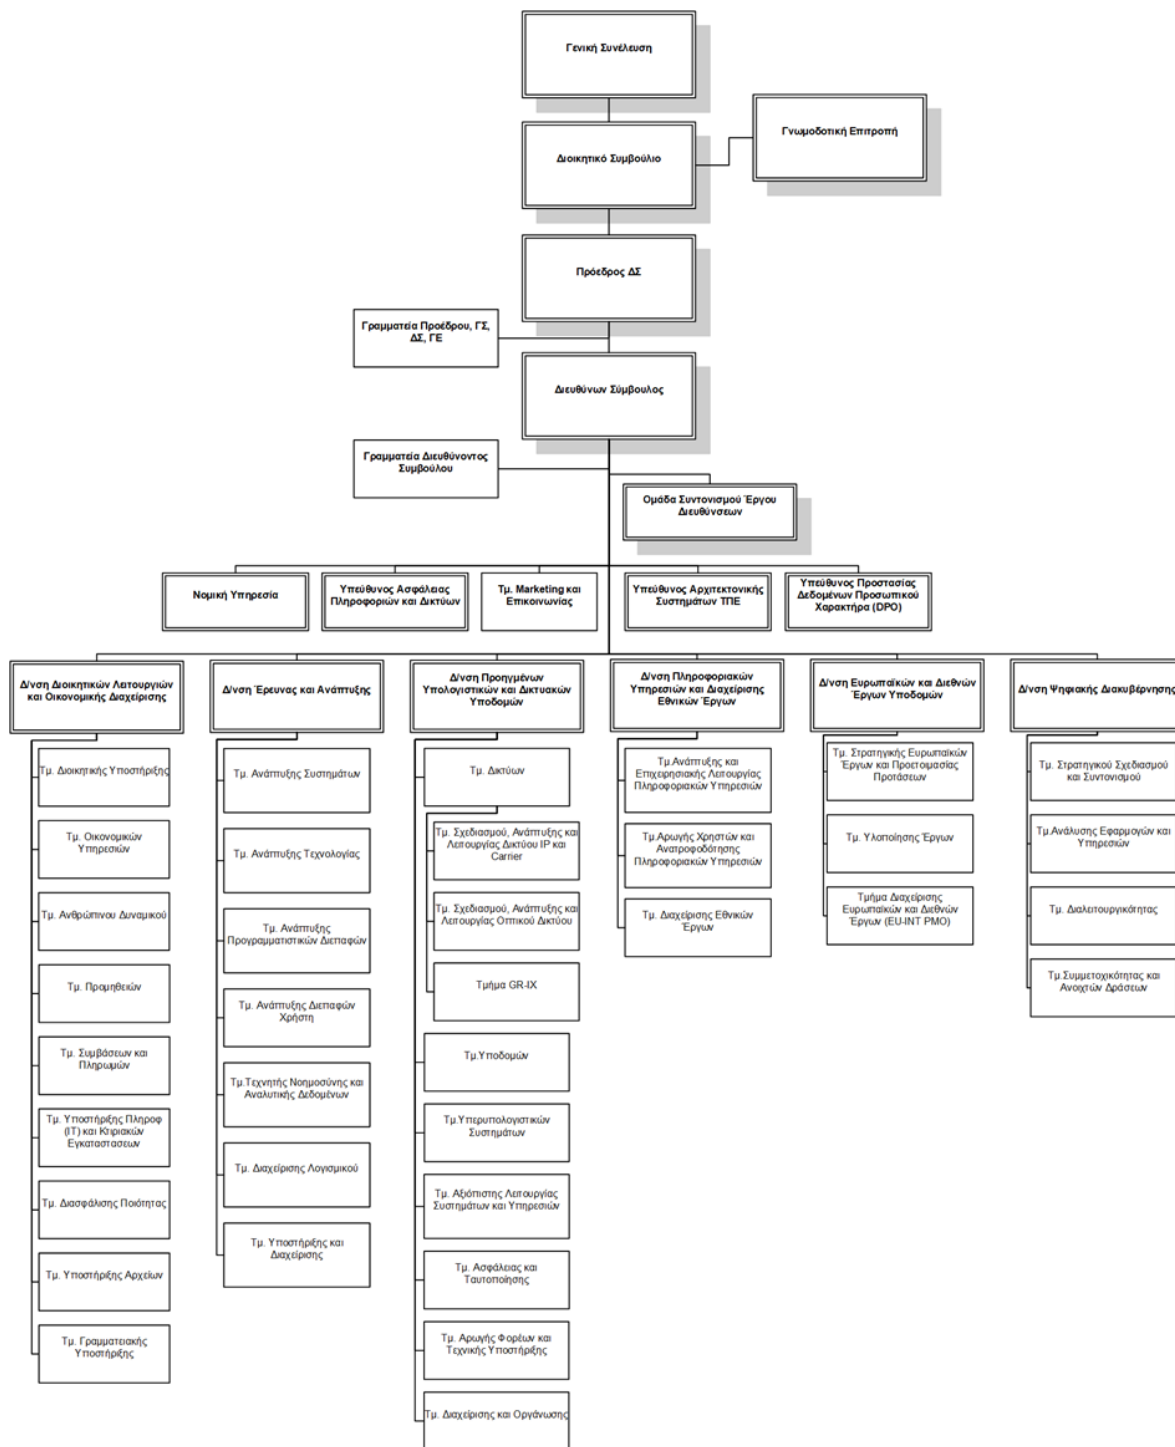 Γενική Συνέλευση
Γνωμοδοτική Επιτροπή
Διοικητικό Συμβούλιο
Πρόεδρος ΔΣ
Γραμματεία Προέδρου, ΓΣ,
ΔΣ, ΓΕ
Διευθύνων Σύμβουλος
Γραμματεία Διευθύνοντος
Συμβούλου
Ομάδα Συντονισμού Έργου
Διευθύνσεων
Νομική Υπηρεσία
Υπεύθυνος Ασφάλειας
Πληροφοριών και Δικτύων
Τμ. Marketing και
Επικοινωνίας
Υπεύθυνος Αρχιτεκτονικής
Συστημάτων ΤΠΕ
Υπεύθυνος Προστασίας
Δεδομένων Προσωπικού
Χαρακτήρα (DPO)
Δ/νση Διοικητικών Λειτουργιών
και Οικονομικής Διαχείρισης
Τμ. Διοικητικής Υποστήριξης
Τμ. Οικονομικών
Υπηρεσιών
Τμ. Ανθρώπινου Δυναμικού
Τμ. Προμηθειών
Τμ. Συμβάσεων και
Πληρωμών
Τμ. Υποστήριξης Πληροφ
(IT) και Κτιριακών
Εγκαταστασεων
Τμ. Διασφάλισης Ποιότητας
Τμ. Υποστήριξης Αρχείων
Τμ. Γραμματειακής
Υποστήριξης
Δ/νση Έρευνας και Ανάπτυξης
Τμ. Ανάπτυξης Συστημάτων
Τμ. Ανάπτυξης Τεχνολογίας
Τμ. Ανάπτυξης
Προγραμματιστικών Διεπαφών
Τμ. Ανάπτυξης Διεπαφών
Χρήστη
Τμ.Τεχνητής Νοημοσύνης και
Αναλυτικής Δεδομένων
Τμ. Διαχείρισης Λογισμικού
Τμ. Υποστήριξης και
Διαχείρισης
Δ/νση Προηγμένων
Υπολογιστικών και Δικτυακών
Υποδομών
Τμ. Δικτύων
Τμ. Σχεδιασμού, Ανάπτυξης και
Λειτουργίας Δικτύου IP και
Carrier
Τμ. Σχεδιασμού, Ανάπτυξης και
Λειτουργίας Οπτικού Δικτύου
Τμήμα GR-IX
Τμ.Υποδομών
Τμ.Υπερυπολογιστικών
Συστημάτων
Τμ. Αξιόπιστης Λειτουργίας
Συστημάτων και Υπηρεσιών
Τμ. Ασφάλειας και
Ταυτοποίησης
Τμ. Αρωγής Φορέων και
Τεχνικής Υποστήριξης
Τμ. Διαχείρισης και Οργάνωσης
Δ/νση Πληροφοριακών
Υπηρεσιών και Διαχείρισης
Εθνικών Έργων
Τμ.Ανάπτυξης και
Επιχειρησιακής Λειτουργίας
Πληροφοριακών Υπηρεσιών
Τμ.Αρωγής Χρηστών και
Ανατροφοδότησης
Πληροφοριακών Υπηρεσιών
Τμ. Διαχείρισης Εθνικών
Έργων
Δ/νση Ευρωπαϊκών και Διεθνών
Έργων Υποδομών
Τμ. Στρατηγικής Ευρωπαϊκών
Έργων και Προετοιμασίας
Προτάσεων
Τμ. Υλοποίησης Έργων
Τμήμα Διαχείρισης
Ευρωπαϊκών και Διεθνών
Έργων (EU-INT PMO)
Δ/νση Ψηφιακής Διακυβέρνησης
Τμ. Στρατηγικού Σχεδιασμού
και Συντονισμού
Τμ.Ανάλυσης Εφαρμογών και
Υπηρεσιών
Τμ. Διαλειτουργικότητας
Τμ.Συμμετοχικότητας και
Ανοιχτών Δράσεων